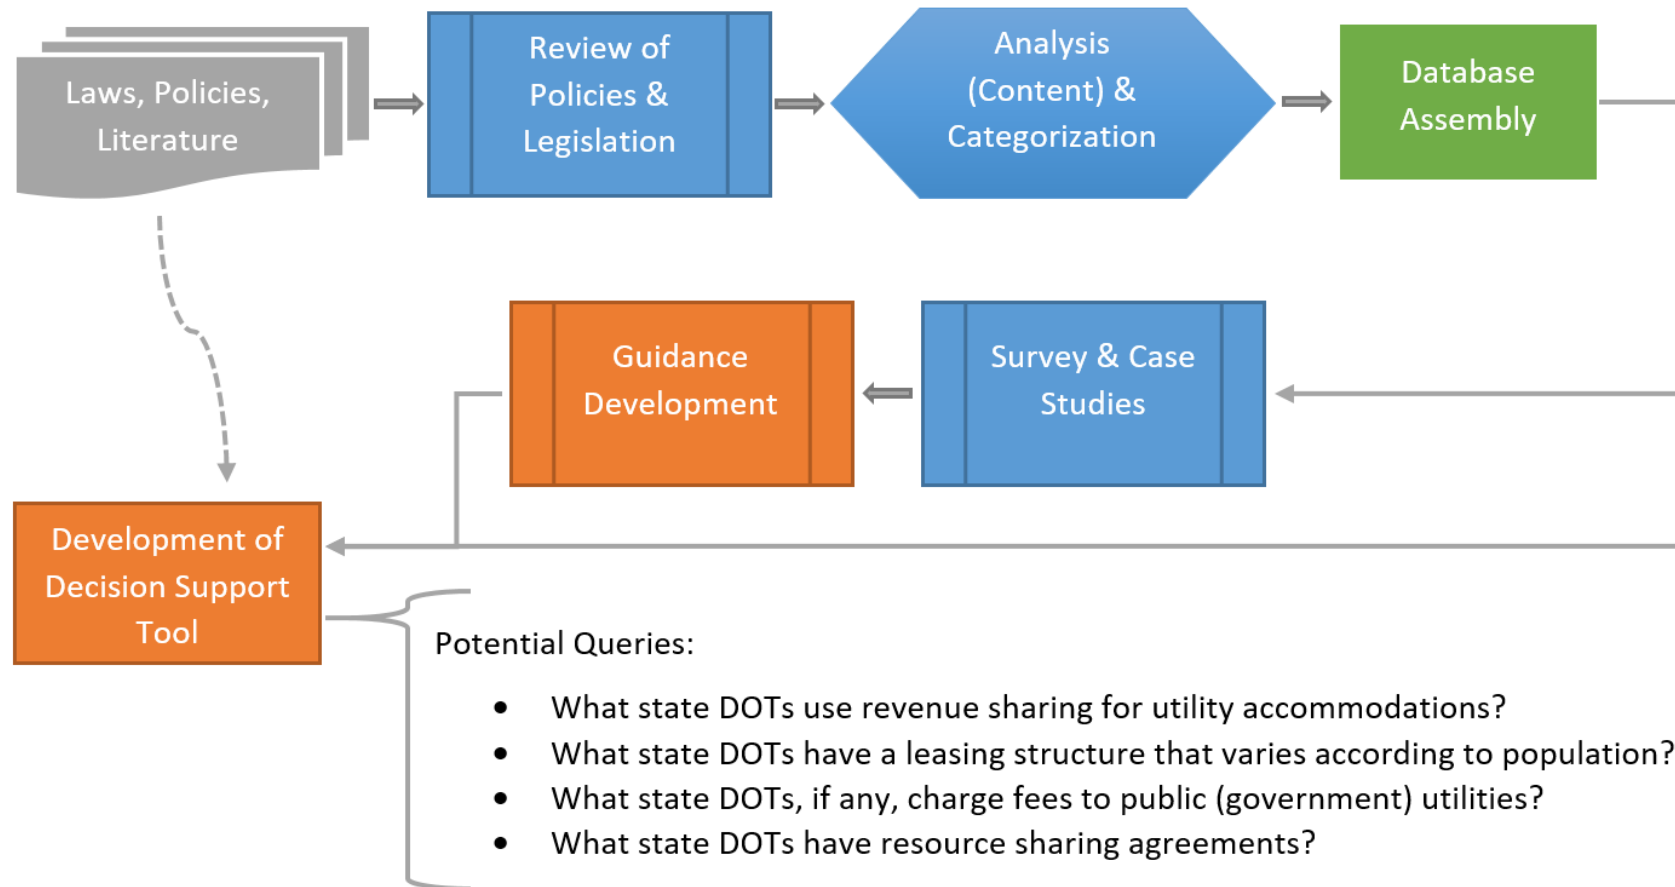 Laws, Policies,
Literature
Review of
Policies &
Legislation
Analysis
(Content) &
Categorization
Database
Assembly
Guidance
Development
Survey & Case
Studies
Development of
Decision Support
Tool
Potential Queries:
• What state DOTs use revenue sharing for utility accommodations?
• What state DOTs have a leasing structure that varies according to population?
• What state DOTs, if any, charge fees to public (government) utilities?
• What state DOTs have resource sharing agreements?